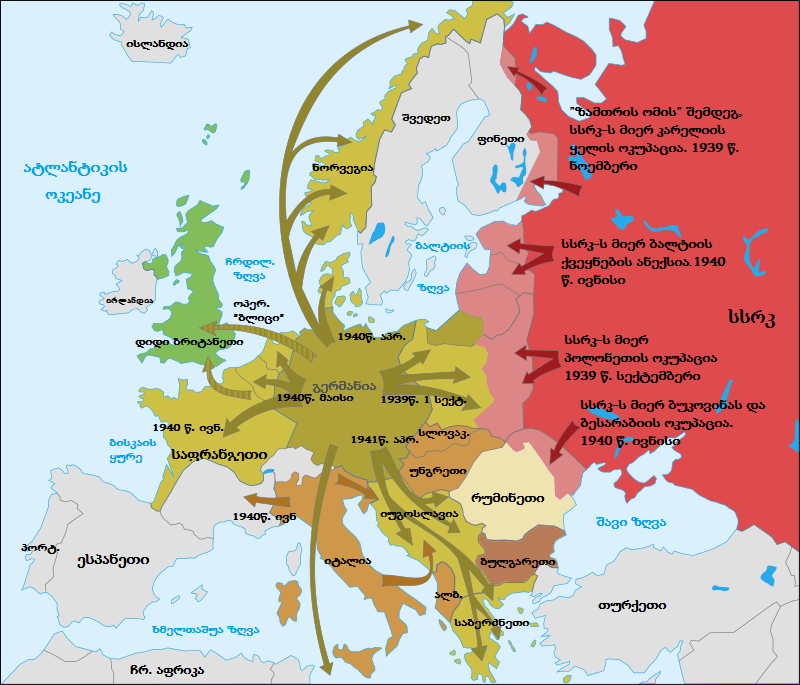 ისლანდია
"ზამთრის ომის" შემდეგ,
სსრკ-ს მიერ კარელიის
ყელის ოკუპაცია. 1939 წ.
ნოემბერი
შვედეთ
ფინეთი
ნორვეგია
ატლანტიკის
ოკეანე
ბალტიის
ზღვა
სსრკ-ს მიერ ბალტიის
ქვეყნების ანექსია.1940
წ. ივნისი
ჩრდილ.
ზღვა
ირლანდია
ოპერ.
"ბლიცი"
სსრკ
დიდი ბრიტანეთი
1940წ. აპრ.
სსრკ-ს მიერ
პოლონეთის ოკუპაცია
1939 წ. სექტემბერი
გერმანია
1940წ. მაისი
1939წ. 1 სექტ.
სსრკ-ს მიერ ბუკოვინას და
ბესარაბიის ოკუპაცია.
1940 წ. ივნისი
1940 წ. ივნ.
1941წ. აპრ.
სლოვაკ.
ბისკაის
ყურე
საფრანგეთი
უნგრეთი
რუმინეთი
1940წ. ივნ
იუგოსლავია
შავი ზღვა
პორტ.
ესპანეთი
იტალია
ბულგარეთი
ალბ.
თურქეთი
საბერძნეთი
ხმელთაშუა ზღვა
ჩრ. აფრიკა